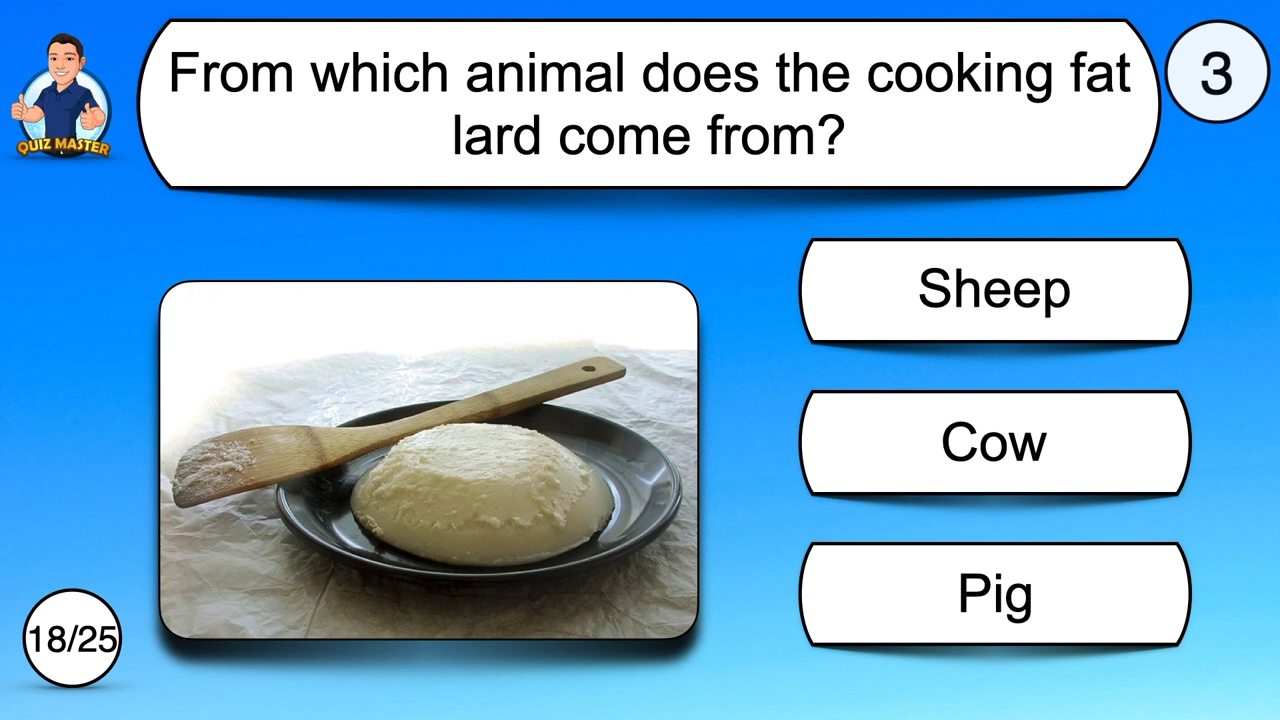 From which animal does the cooking fat
lard come from?
3
QUIZ MASTER
Sheep
Cow
Pig
18/25